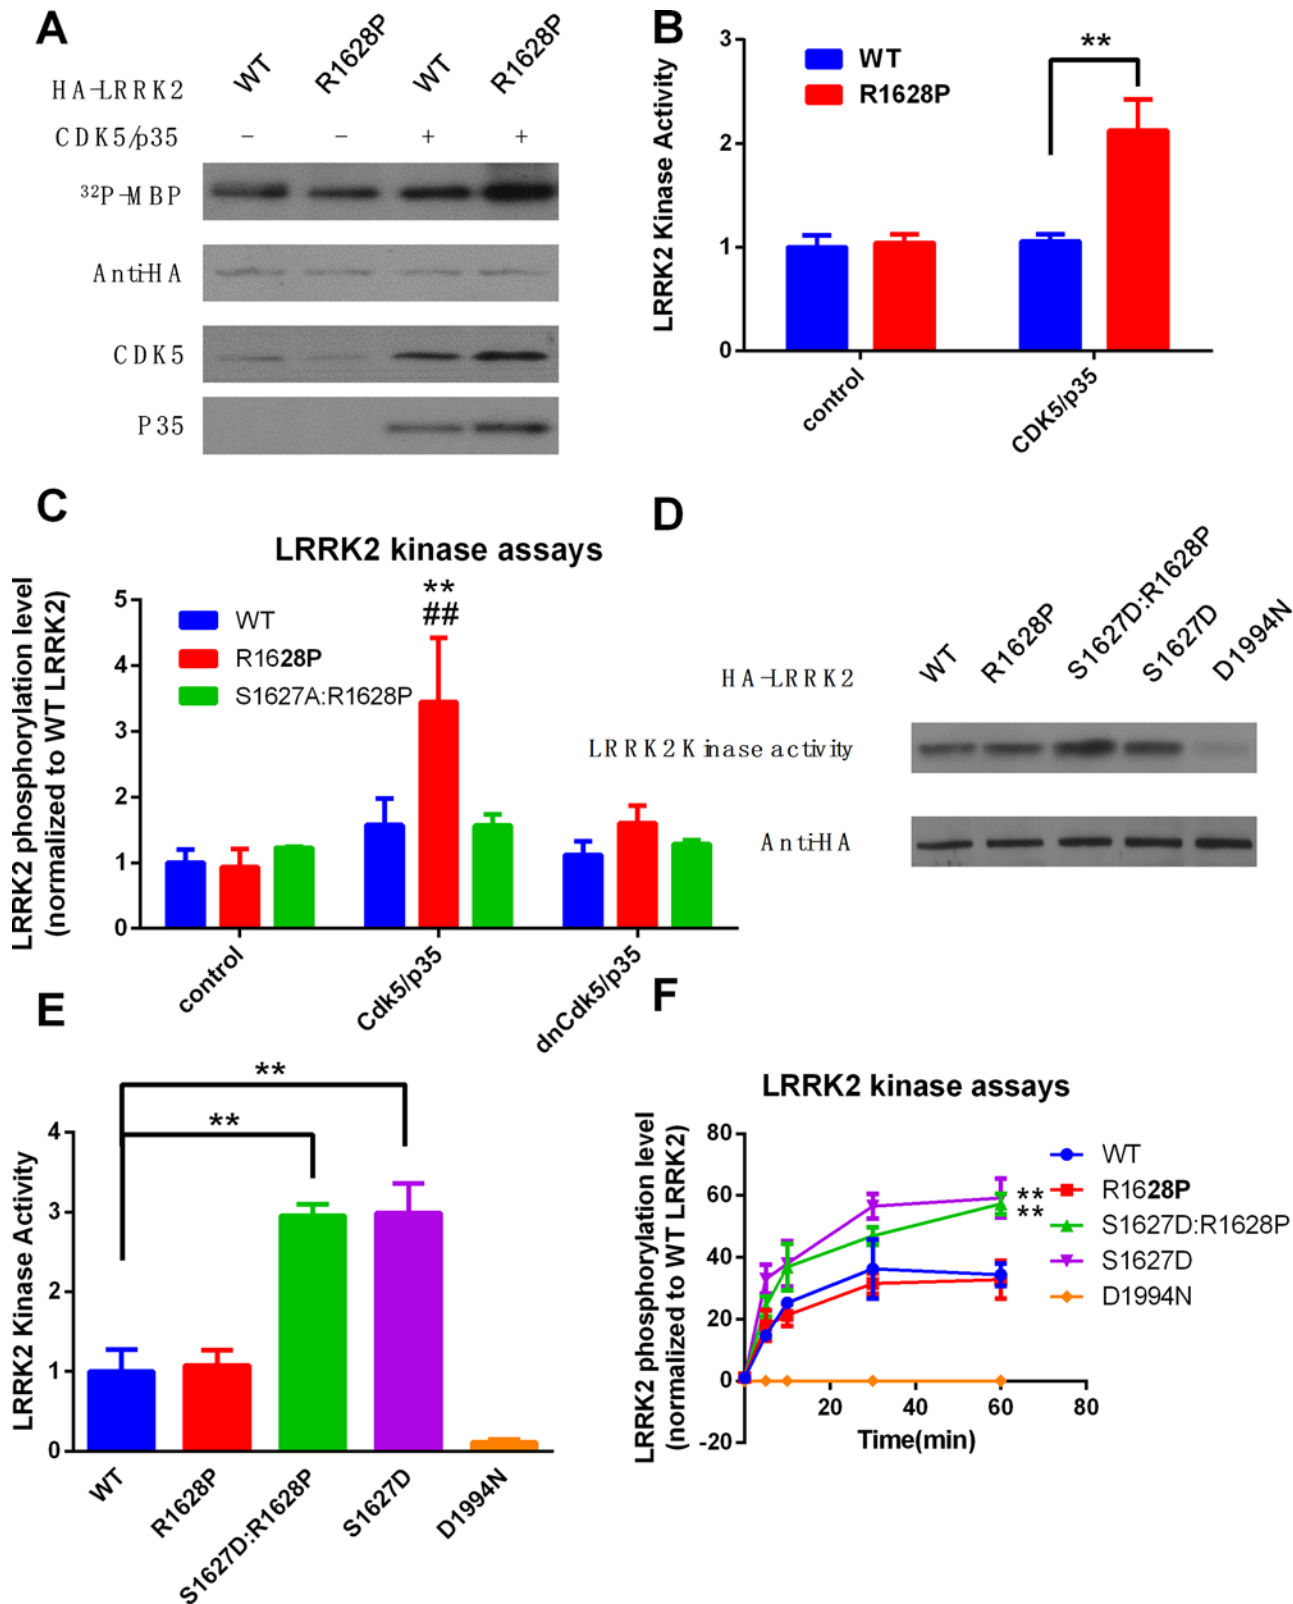 A
WT R1628P WT R1628P
HA-LRRK2
CDK5/p35 - - + +
32P-MBP
AntiHA
CDK5
P35
B
LRRK2 Kinase Activity
3
2
1
0
WT
R1628P
**
control
CDK5/p35
C
LRRK2 kinase assays
LRRK2 phosphorylation level
(normalized to WT LRRK2)
5
4
3
2
1
0
WT
R1628P
S1627A:R1628P
**
##
control
Cdk5/p35
dnCdk5/p35
D
WT R1628P S1627D:R1628P S1627D D1994N
HA-LRRK2
LRRK2Kinase activity
AntiHA
E
LRRK2 Kinase Activity
4
3
2
1
0
**
**
WT
R1628P
S1627D:R1628P
S1627D
D1994N
F
LRRK2 kinase assays
LRRK2 phosphorylation level
(normalized to WT LRRK2)
80
60
40
20
0
-20
20 40 60 80
Time(min)
**
**
WT
R1628P
S1627D:R1628P
S1627D
D1994N